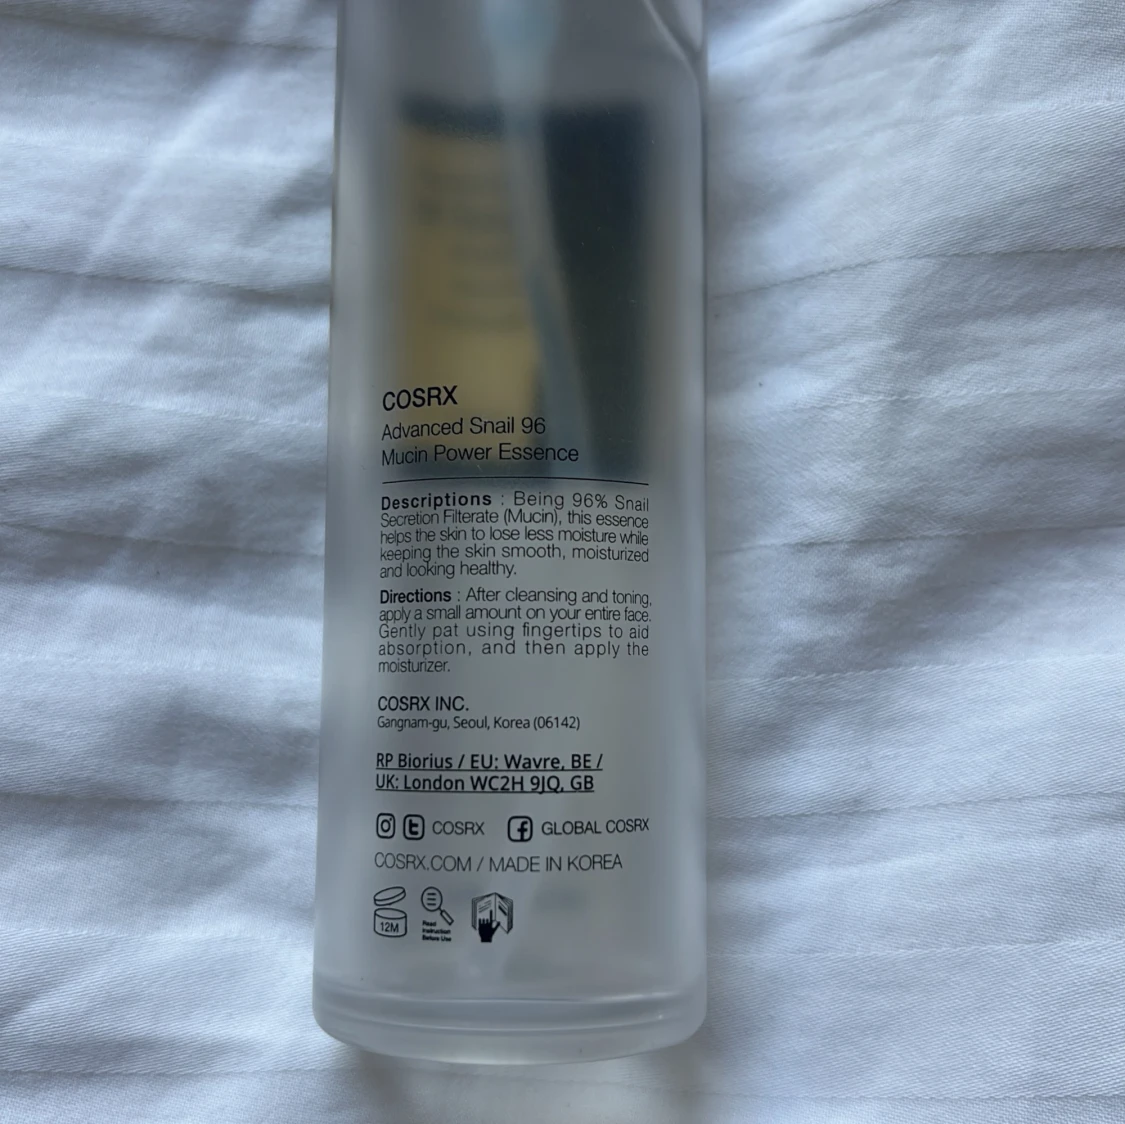 COSRX
Advanced Snail 96
Mucin Power Essence
Descriptions : Being 96% Snail
Secretion Filterate (Mucin), this essence
helps the skin to lose less moisture while
keeping the skin smooth, moisturized
and looking healthy.
Directions : After cleansing and toning,
apply a small amount on your entire face.
Gently pat using fingertips to aid
absorption, and then apply the
moisturizer.
COSRX INC.
Gangnam-gu, Seoul, Korea (06142)
RP Biorius / EU: Wavre, BE /
UK: London WC2H 9JQ, GB
COSRX GLOBAL COSRX
COSRX.COM / MADE IN KOREA
12M
Read
Instruction
Before Use